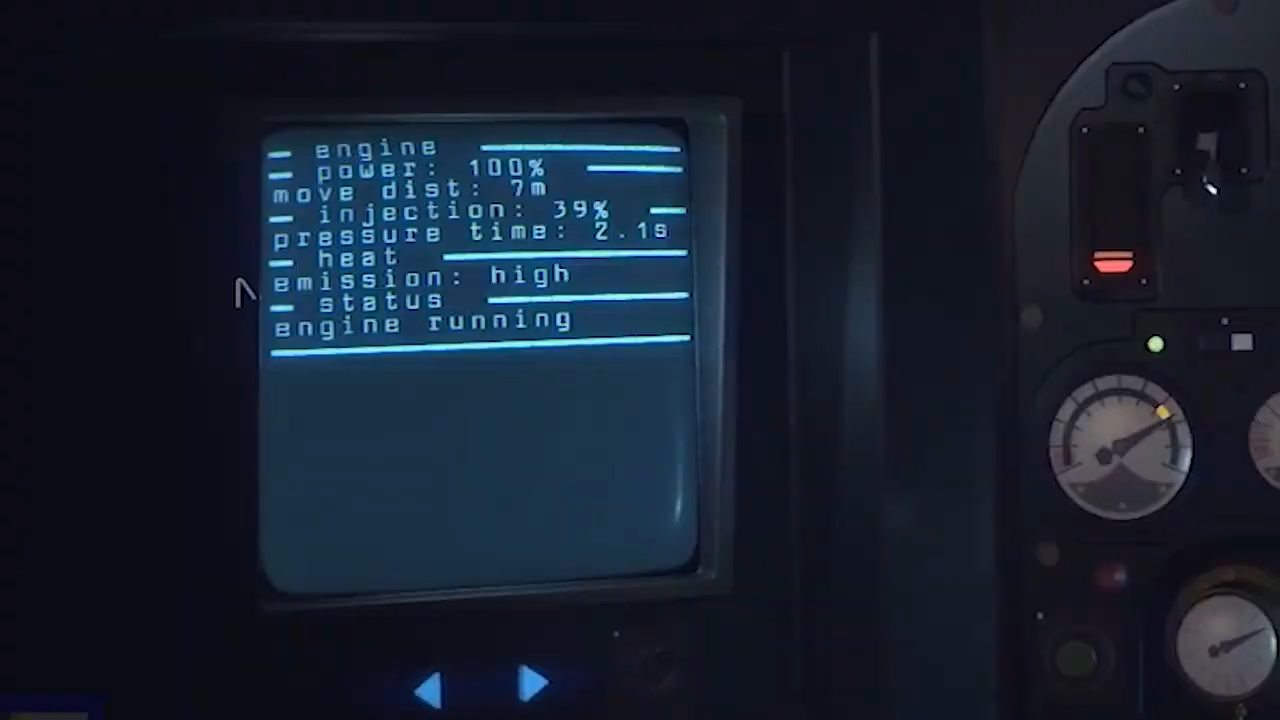 engine
power: 100%
move dist: 7m
injection: 39%
pressure time: 2.1s
heat
emission: high
status
engine running